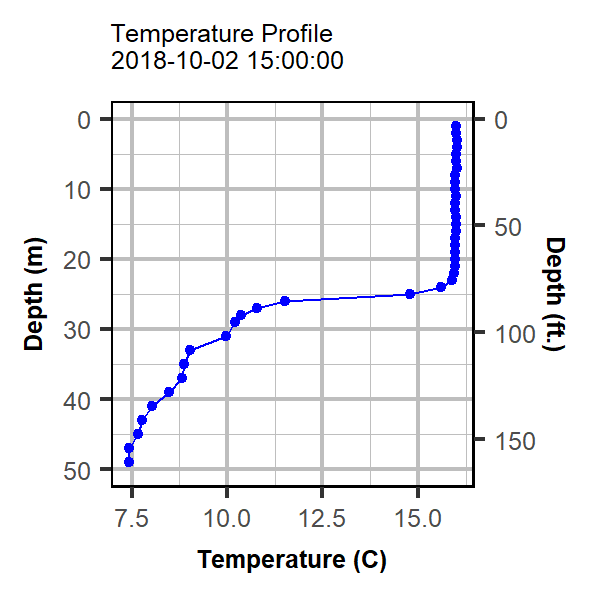 Temperature Profile
2018-10-02 15:00:00
0
10
20
30
40
50
Depth (m)
0
50
100
150
Depth (ft.)
7.5 10.0 12.5 15.0
Temperature (C)